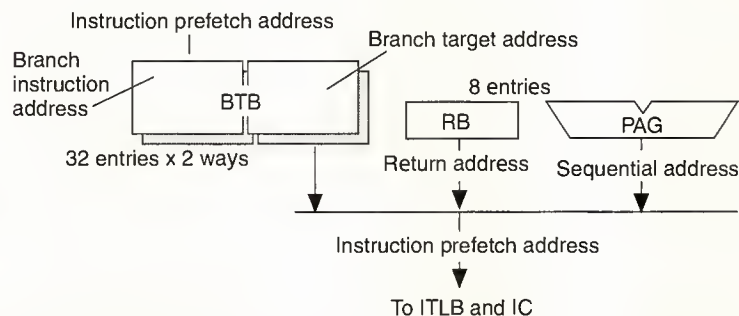 Instruction prefetch address
Branch target address
Branch
instruction
address
BTB
8 entries
RB
PAG
32 entries x 2 ways
Return address
Sequential address
Instruction prefetch address
To ITLB and IC